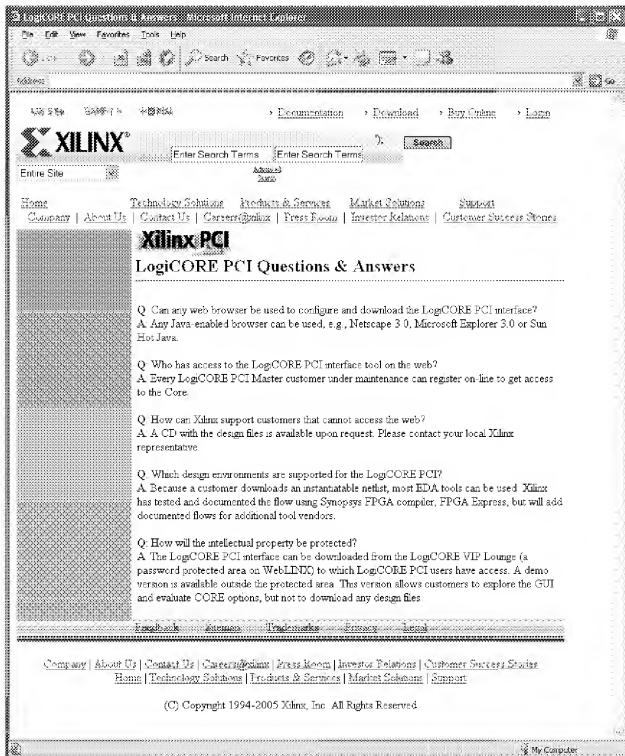 LogiCORE PCI Questions & Answers - Microsoft Internet Explorer
File Edit View Favorites Tools Help
Search Favorites
Address Go
Documentation Download Buy Online Login
XILINX®
Enter Search Terms Enter Search Terms Search
Entire Site Advanced Search
Home Technology Solutions Products & Services Market Solutions Support
Company | About Us | Contact Us | Careers@xilinx | Press Room | Investor Relations | Customer Success Stories
Xilinx PCI
LogiCORE PCI Questions & Answers
Q: Can any web browser be used to configure and download the LogiCORE PCI interface?
A: Any Java-enabled browser can be used, e.g., Netscape 3.0, Microsoft Explorer 3.0 or Sun
Hot Java.
Q: Who has access to the LogiCORE PCI interface tool on the web?
A: Every LogiCORE PCI Master customer under maintenance can register on-line to get access
to the Core.
Q: How can Xilinx support customers that cannot access the web?
A: A CD with the design files is available upon request. Please contact your local Xilinx
representative.
Q: Which design environments are supported for the LogiCORE PCI?
A: Because a customer downloads an instantiatable netlist, most EDA tools can be used. Xilinx
has tested and documented the flow using Synopsys FPGA compiler, FPGA Express, but will add
documented flows for additional tool vendors.
Q: How will the intellectual property be protected?
A: The LogiCORE PCI interface can be downloaded from the LogiCORE VIP Lounge (a
password protected area on WebLINX) to which LogiCORE PCI users have access. A demo
version is available outside the protected area. This version allows customers to explore the GUI
and evaluate CORE options, but not to download any design files.
Feedback Sitemap Trademarks Privacy Legal
Company | About Us | Contact Us | Careers@xilinx | Press Room | Investor Relations | Customer Success Stories
Home | Technology Solutions | Products & Services | Market Solutions | Support
(C) Copyright 1994-2005 Xilinx, Inc. All Rights Reserved
My Computer